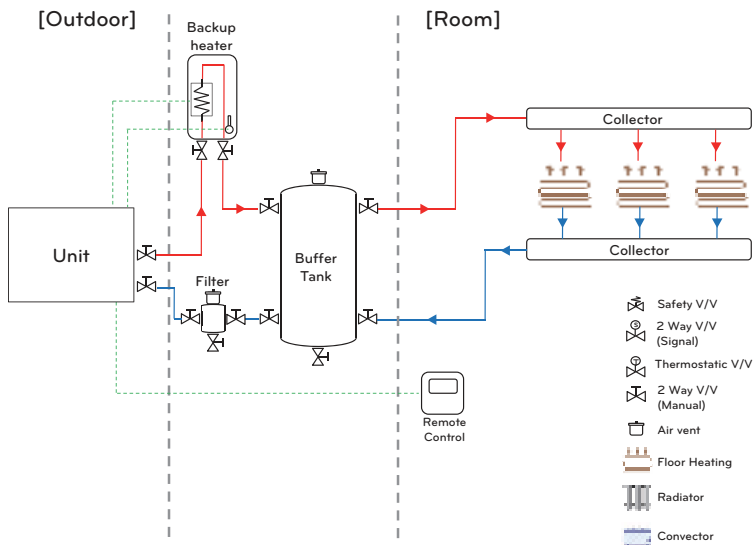 [Outdoor]
[Room]
Backup
heater
Collector
Unit
Buffer
Tank
Filter
Collector
Remote
Control
Safety V/V
S
2 Way V/V
(Signal)
T
Thermostatic V/V
2 Way V/V
(Manual)
Air vent
Floor Heating
Radiator
Convector